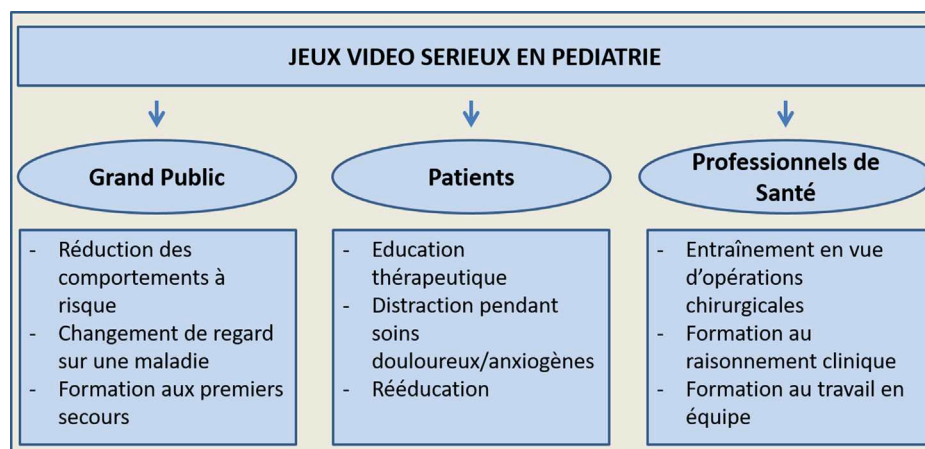 JEUX VIDEO SERIEUX EN PEDIATRIE
Grand Public
Patients
Professionnels de
Santé
- Réduction des
comportements à
risque
- Changement de regard
sur une maladie
- Formation aux premiers
secours
- Education
thérapeutique
- Distraction pendant
soins
douloureux/anxiogènes
- Rééducation
- Entraînement en vue
d'opérations
chirurgicales
- Formation au
raisonnement clinique
- Formation au travail en
équipe